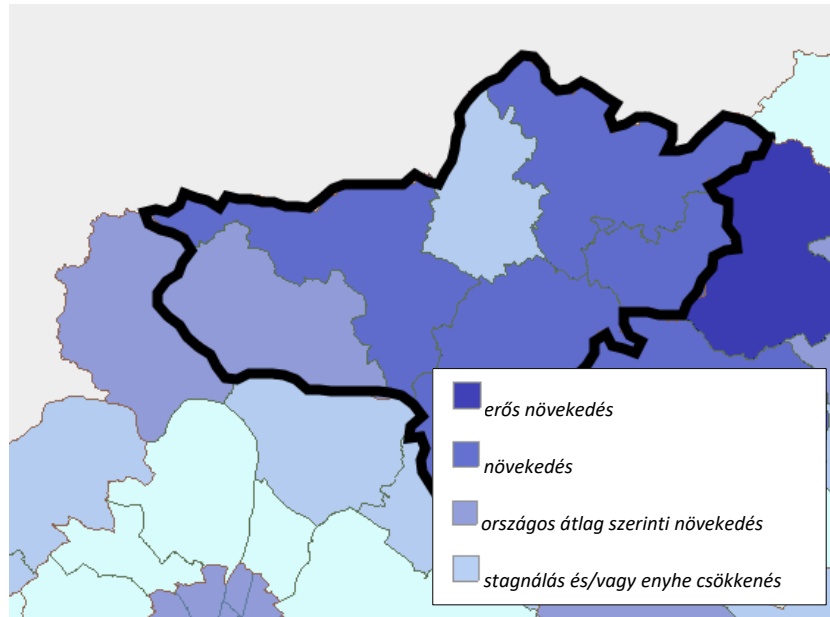 erős növekedés
növekedés
országos átlag szerinti növekedés
stagnálás és/vagy enyhe csökkenés